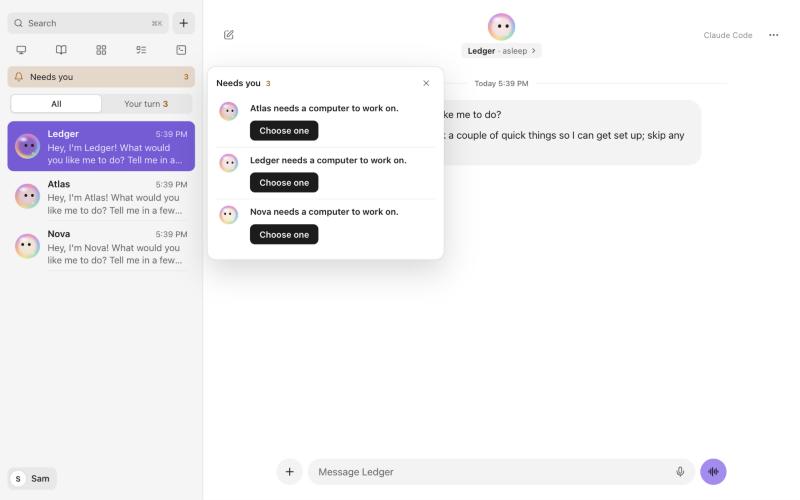 Search
⌘K
Needs you
3
All
Your turn 3
Ledger
5:39 PM
Hey, I'm Ledger! What would
you like me to do? Tell me in a...
Atlas
5:39 PM
Hey, I'm Atlas! What would you
like me to do? Tell me in a few...
Nova
5:39 PM
Hey, I'm Nova! What would you
like me to do? Tell me in a few...
S
Sam
Ledger · asleep
Claude Code
Today 5:39 PM
ke me to do?
a couple of quick things so I can get set up; skip any
Needs you 3
Atlas needs a computer to work on.
Choose one
Ledger needs a computer to work on.
Choose one
Nova needs a computer to work on.
Choose one
Message Ledger